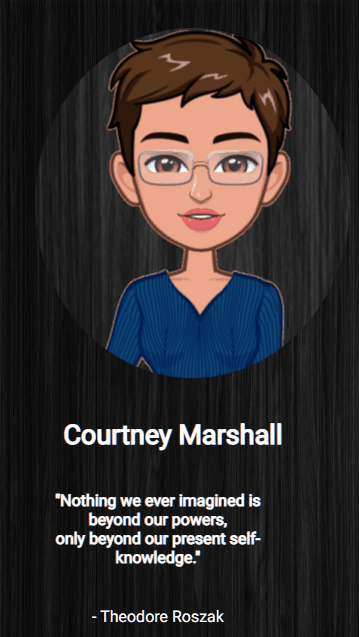 Courtney Marshall
"Nothing we ever imagined is
beyond our powers,
only beyond our present self-
knowledge."
- Theodore Roszak